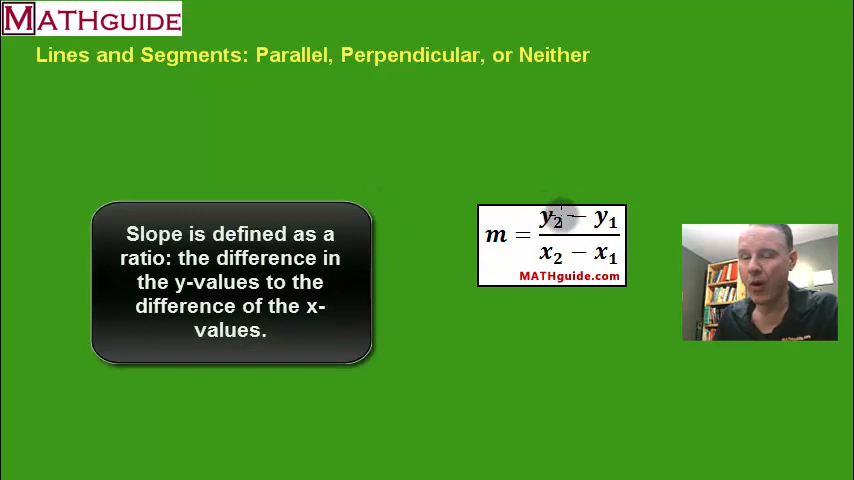 MATHGUIDE
Lines and Segments: Parallel, Perpendicular, or Neither
Slope is defined as a
ratio: the difference in
the y-values to the
difference of the x-
values.
m = (y₂ − y₁) / (x₂ − x₁)
MATHguide.com